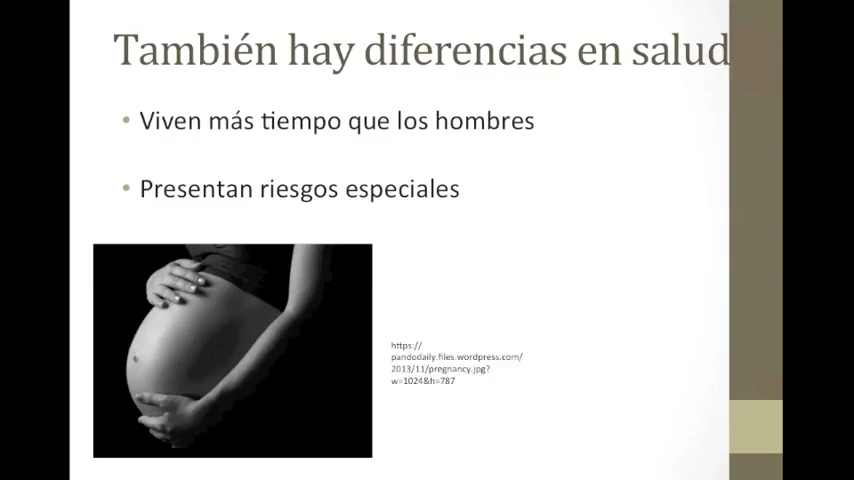 También hay diferencias en salud
• Viven más tiempo que los hombres
• Presentan riesgos especiales
https://
pandodaily.files.wordpress.com/
2013/11/pregnancy.jpg?
w=1024&h=787